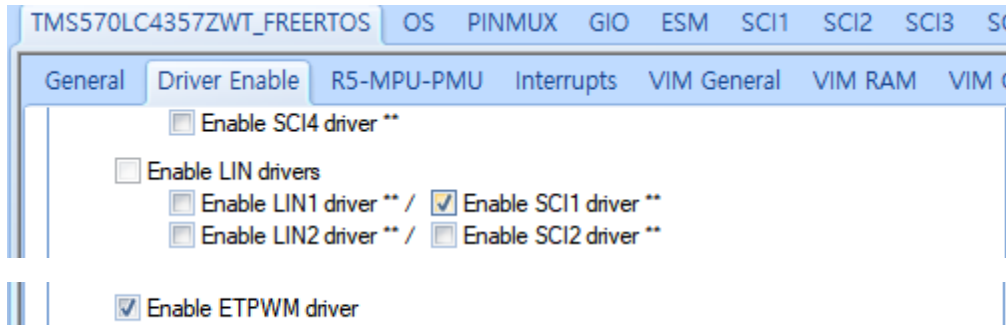 TMS570LC4357ZWT_FREERTOS OS PINMUX GIO ESM SCI1 SCI2 SCI3
General Driver Enable R5-MPU-PMU Interrupts VIM General VIM RAM VIM
Enable SCI4 driver **
Enable LIN drivers
Enable LIN1 driver ** / Enable SCI1 driver **
Enable LIN2 driver ** / Enable SCI2 driver **
Enable ETPWM driver